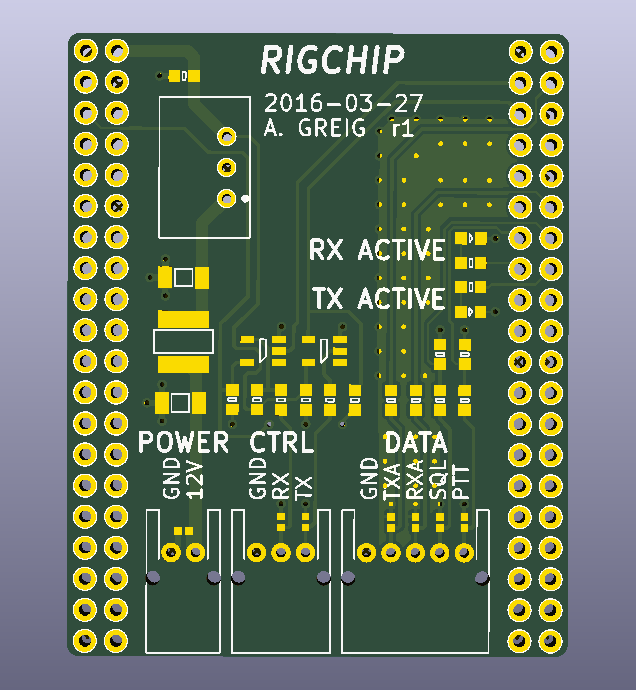 RIGCHIP
2016-03-27
A. GREIG r1
RX ACTIVE
TX ACTIVE
POWER CTRL DATA
GND
12V
GND
RX
TX
GND
TXA
RXA
SQL
PTT